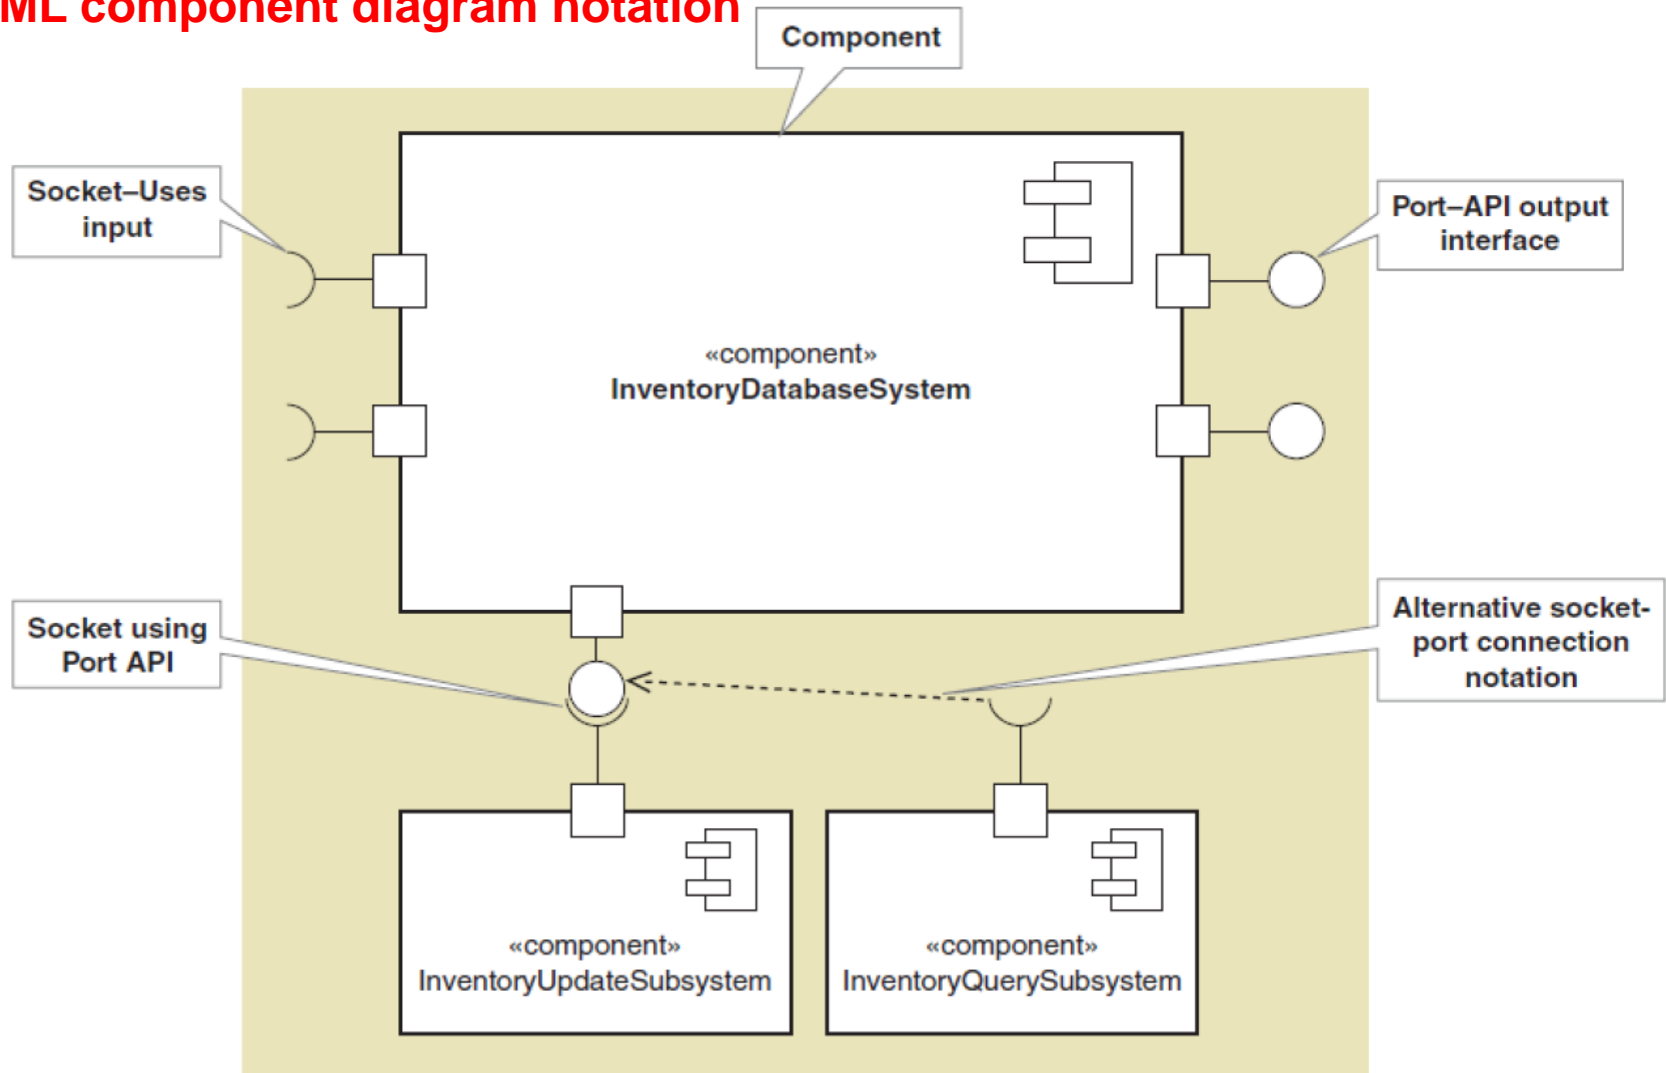 ML component diagram notation
Component
Socket–Uses
input
Port–API output
interface
«component»
InventoryDatabaseSystem
Socket using
Port API
Alternative socket-
port connection
notation
«component»
InventoryUpdateSubsystem
«component»
InventoryQuerySubsystem